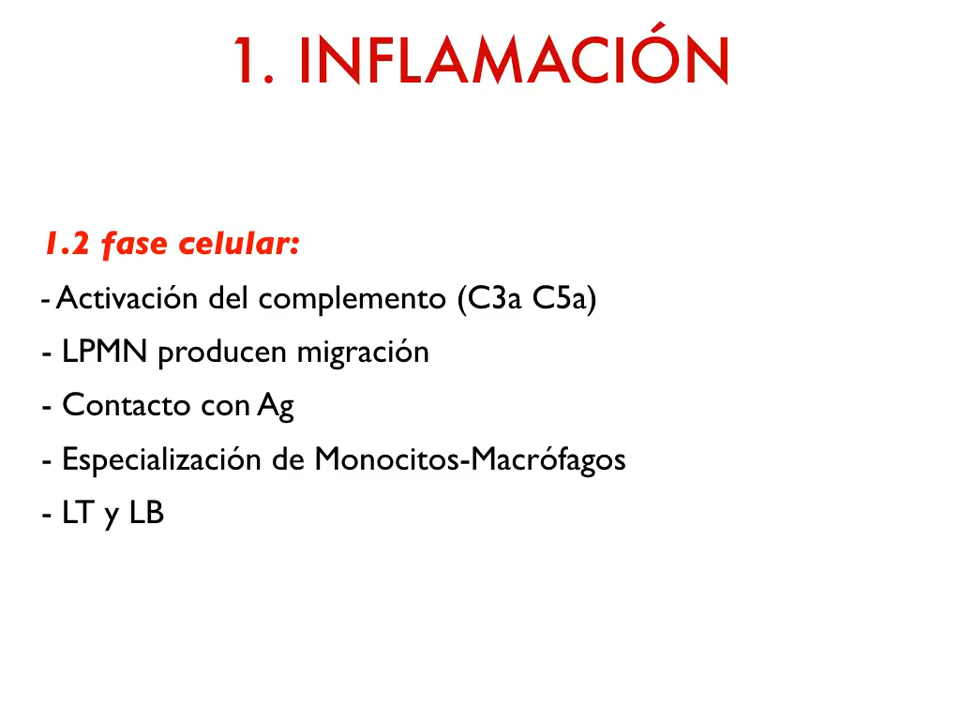 1. INFLAMACIÓN
1.2 fase celular:
- Activación del complemento (C3a C5a)
- LPMN producen migración
- Contacto con Ag
- Especialización de Monocitos-Macrófagos
- LT y LB